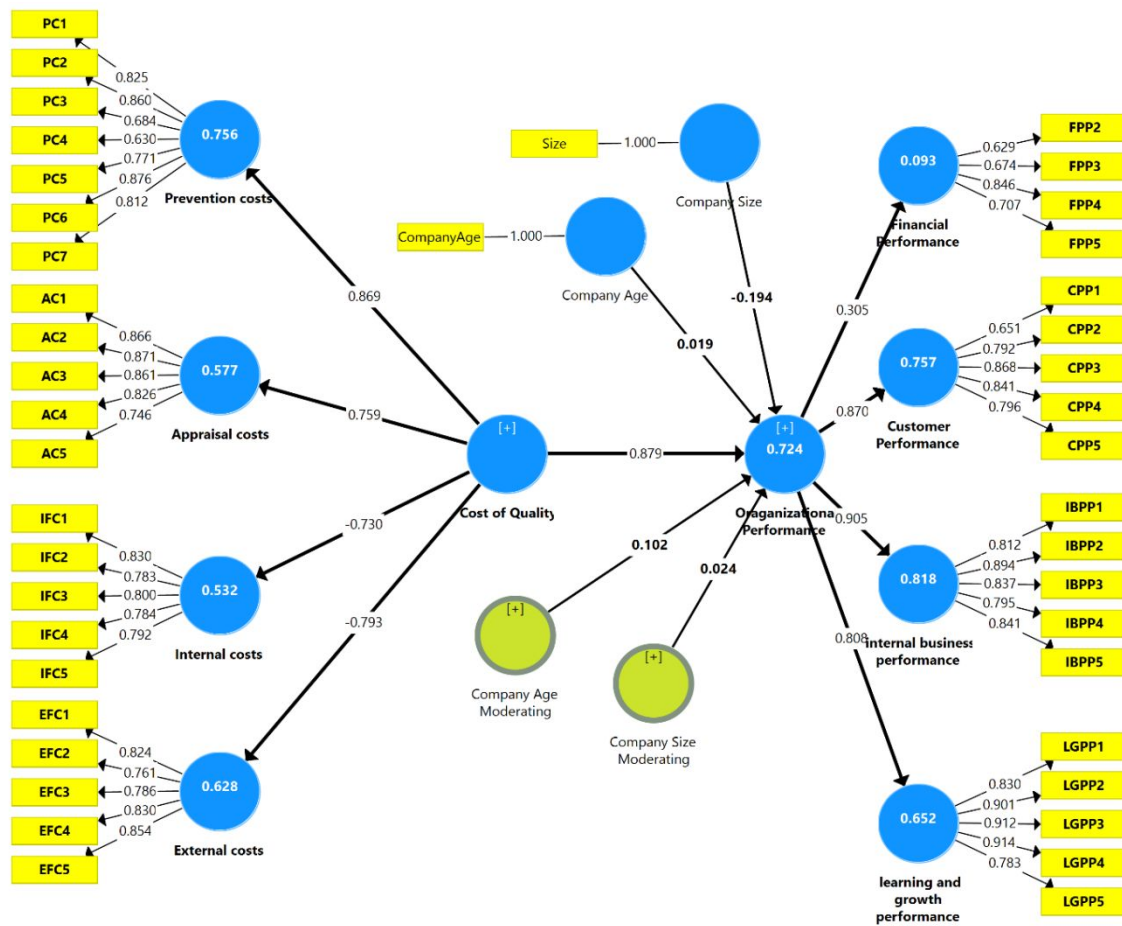 PC1
PC2
PC3
PC4
PC5
PC6
PC7
0.825
0.860
0.684
0.630
0.771
0.876
0.812
0.756
Prevention costs
AC1
AC2
AC3
AC4
AC5
0.866
0.871
0.861
0.826
0.746
0.577
Appraisal costs
IFC1
IFC2
IFC3
IFC4
IFC5
0.830
0.783
0.800
0.784
0.792
0.532
Internal costs
EFC1
EFC2
EFC3
EFC4
EFC5
0.824
0.761
0.786
0.830
0.854
0.628
External costs
0.869
0.759
-0.730
-0.793
[+]
Cost of Quality
0.879
Size
1.000
Company Size
-0.194
CompanyAge
1.000
Company Age
0.019
[+]
0.724
Oraganizationa
Performance
[+]
Company Age
Moderating
0.102
[+]
Company Size
Moderating
0.024
0.305
0.870
0.905
0.808
0.093
Financial
Performance
0.629
0.674
0.846
0.707
FPP2
FPP3
FPP4
FPP5
0.757
Customer
Performance
0.651
0.792
0.868
0.841
0.796
CPP1
CPP2
CPP3
CPP4
CPP5
0.818
Internal business
performance
0.812
0.894
0.837
0.795
0.841
IBPP1
IBPP2
IBPP3
IBPP4
IBPP5
0.652
learning and
growth
performance
0.830
0.901
0.912
0.914
0.783
LGPP1
LGPP2
LGPP3
LGPP4
LGPP5